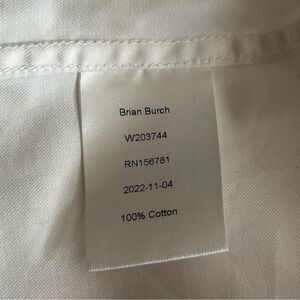 Brian Burch
W203744
RN156781
2022-11-04
100% Cotton